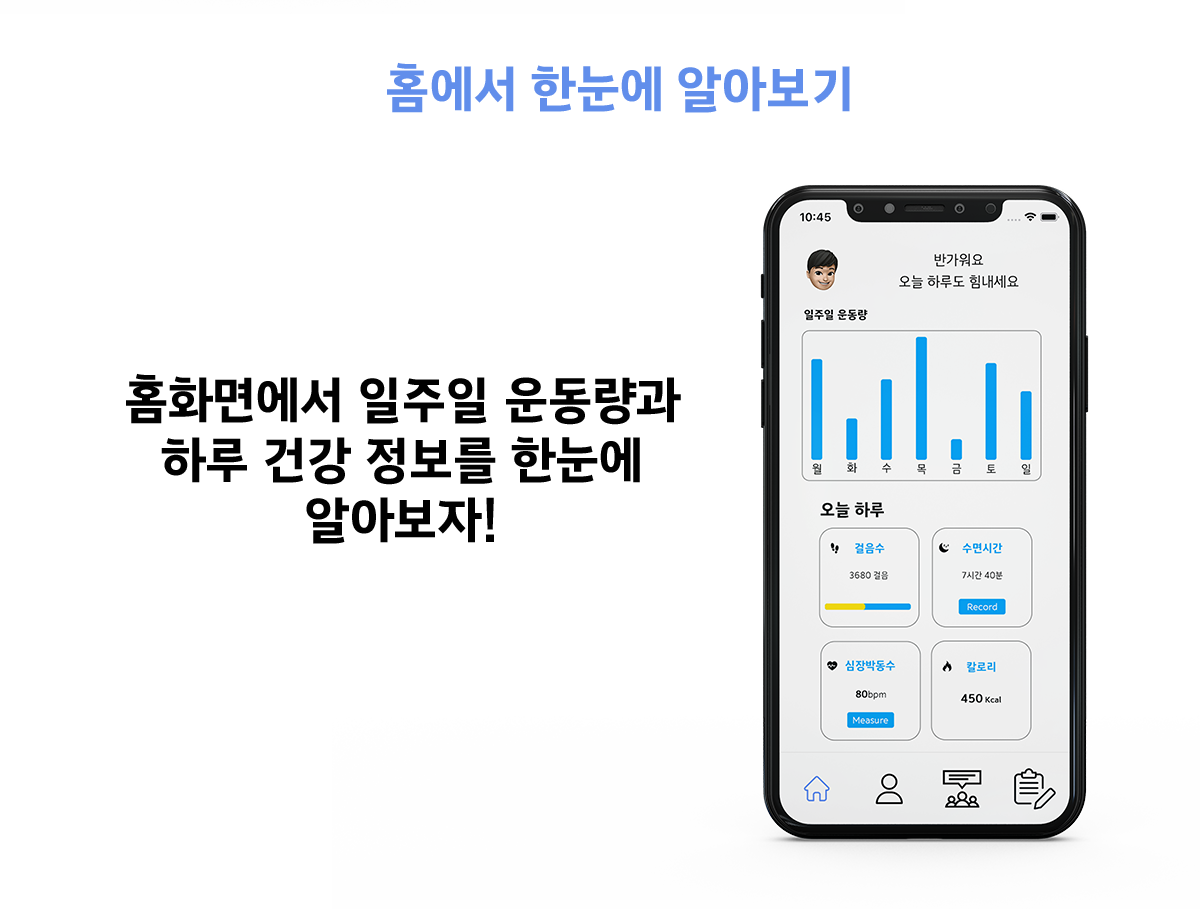 홈에서 한눈에 알아보기
홈화면에서 일주일 운동량과
하루 건강 정보를 한눈에
알아보자!
10:45
반가워요
오늘 하루도 힘내세요
일주일 운동량
월 화 수 목 금 토 일
오늘 하루
걸음수
3680 걸음
수면시간
7시간 40분
Record
심장박동수
80bpm
Measure
칼로리
450 Kcal